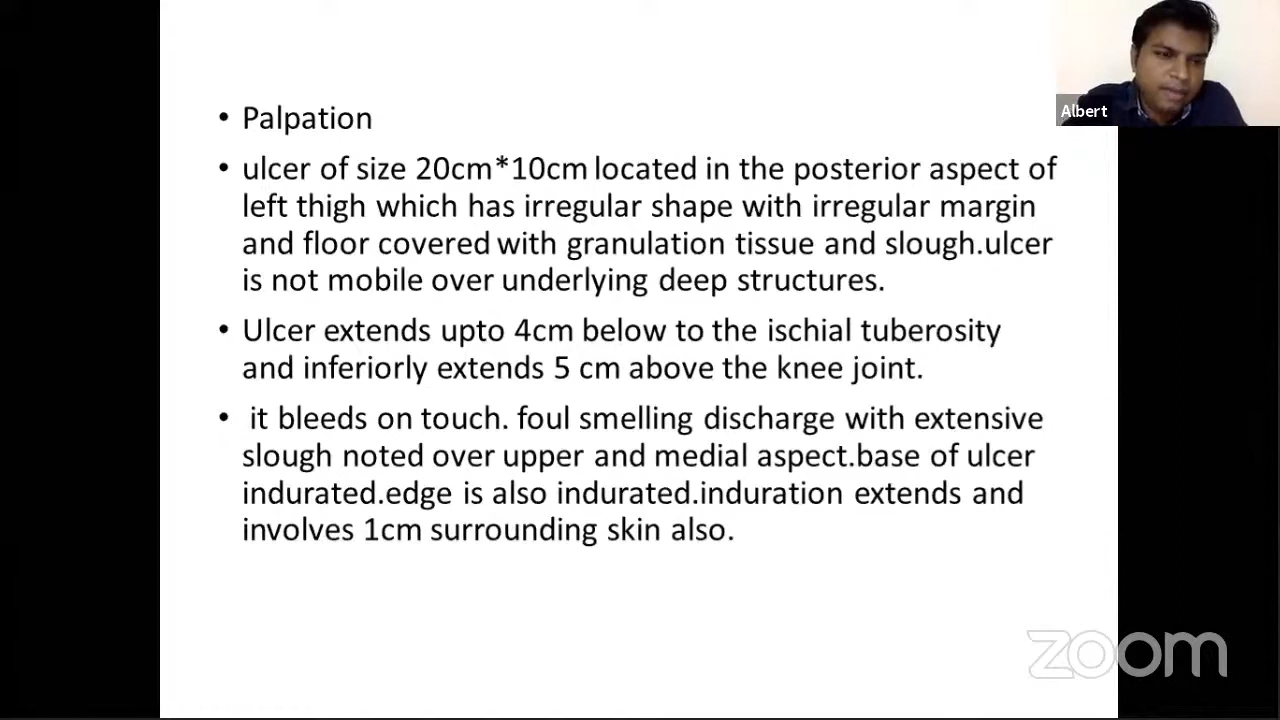 • Palpation
• ulcer of size 20cm*10cm located in the posterior aspect of
left thigh which has irregular shape with irregular margin
and floor covered with granulation tissue and slough.ulcer
is not mobile over underlying deep structures.
• Ulcer extends upto 4cm below to the ischial tuberosity
and inferiorly extends 5 cm above the knee joint.
• it bleeds on touch. foul smelling discharge with extensive
slough noted over upper and medial aspect.base of ulcer
indurated.edge is also indurated.induration extends and
involves 1cm surrounding skin also.
Albert
zoom